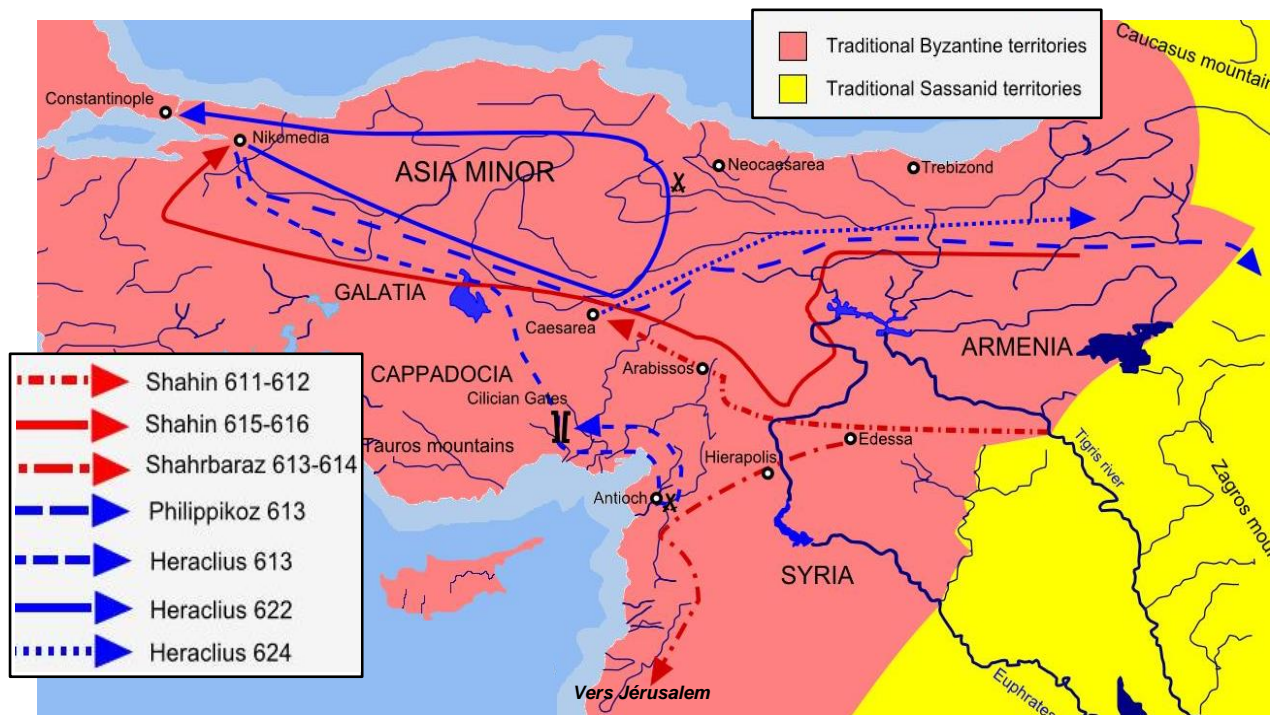 Traditional Byzantine territories
Traditional Sassanid territories
Caucasus mountain
Constantinople
Nikomedia
ASIA MINOR
Neocaesarea
Trebizond
GALATIA
Caesarea
ARMENIA
Arabissos
CAPPADOCIA
Cilician Gates
Tauros mountains
Edessa
Hierapolis
Antioch
Tigris river
Zagros moun
SYRIA
Euphrates
Vers Jérusalem
Shahin 611-612
Shahin 615-616
Shahrbaraz 613-614
Philippikoz 613
Heraclius 613
Heraclius 622
Heraclius 624